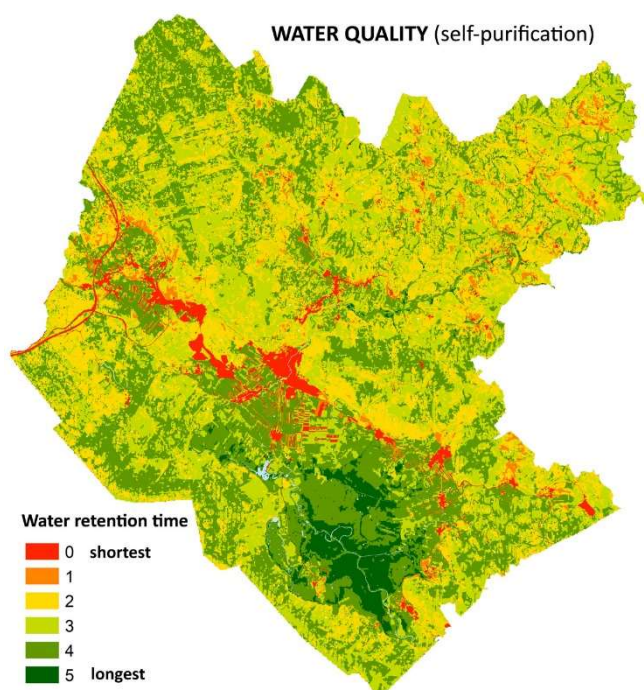 WATER QUALITY (self-purification)
Water retention time
0 shortest
1
2
3
4
5 longest